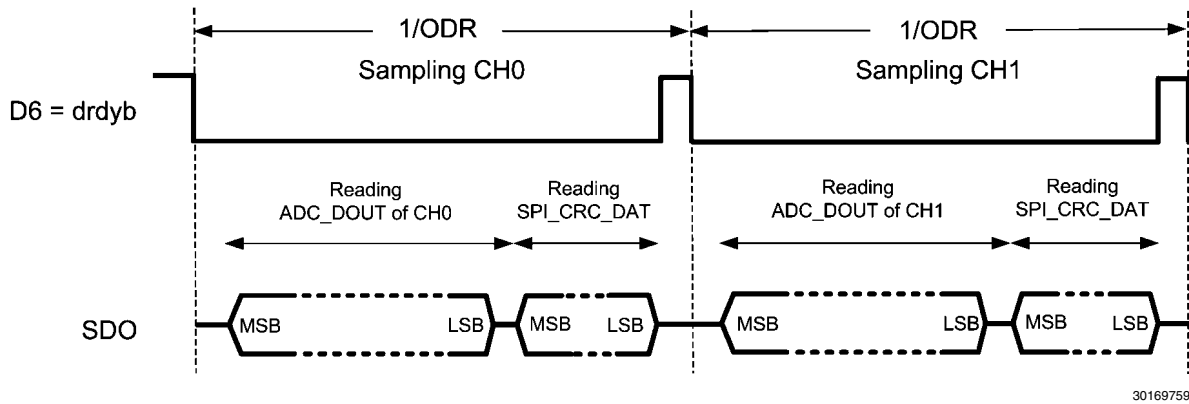 1/ODR
1/ODR
Sampling CH0
Sampling CH1
D6 = drdyb
Reading
ADC_DOUT of CH0
Reading
SPI_CRC_DAT
Reading
ADC_DOUT of CH1
Reading
SPI_CRC_DAT
SDO
MSB
LSB
MSB
LSB
MSB
LSB
MSB
LSB
30169759